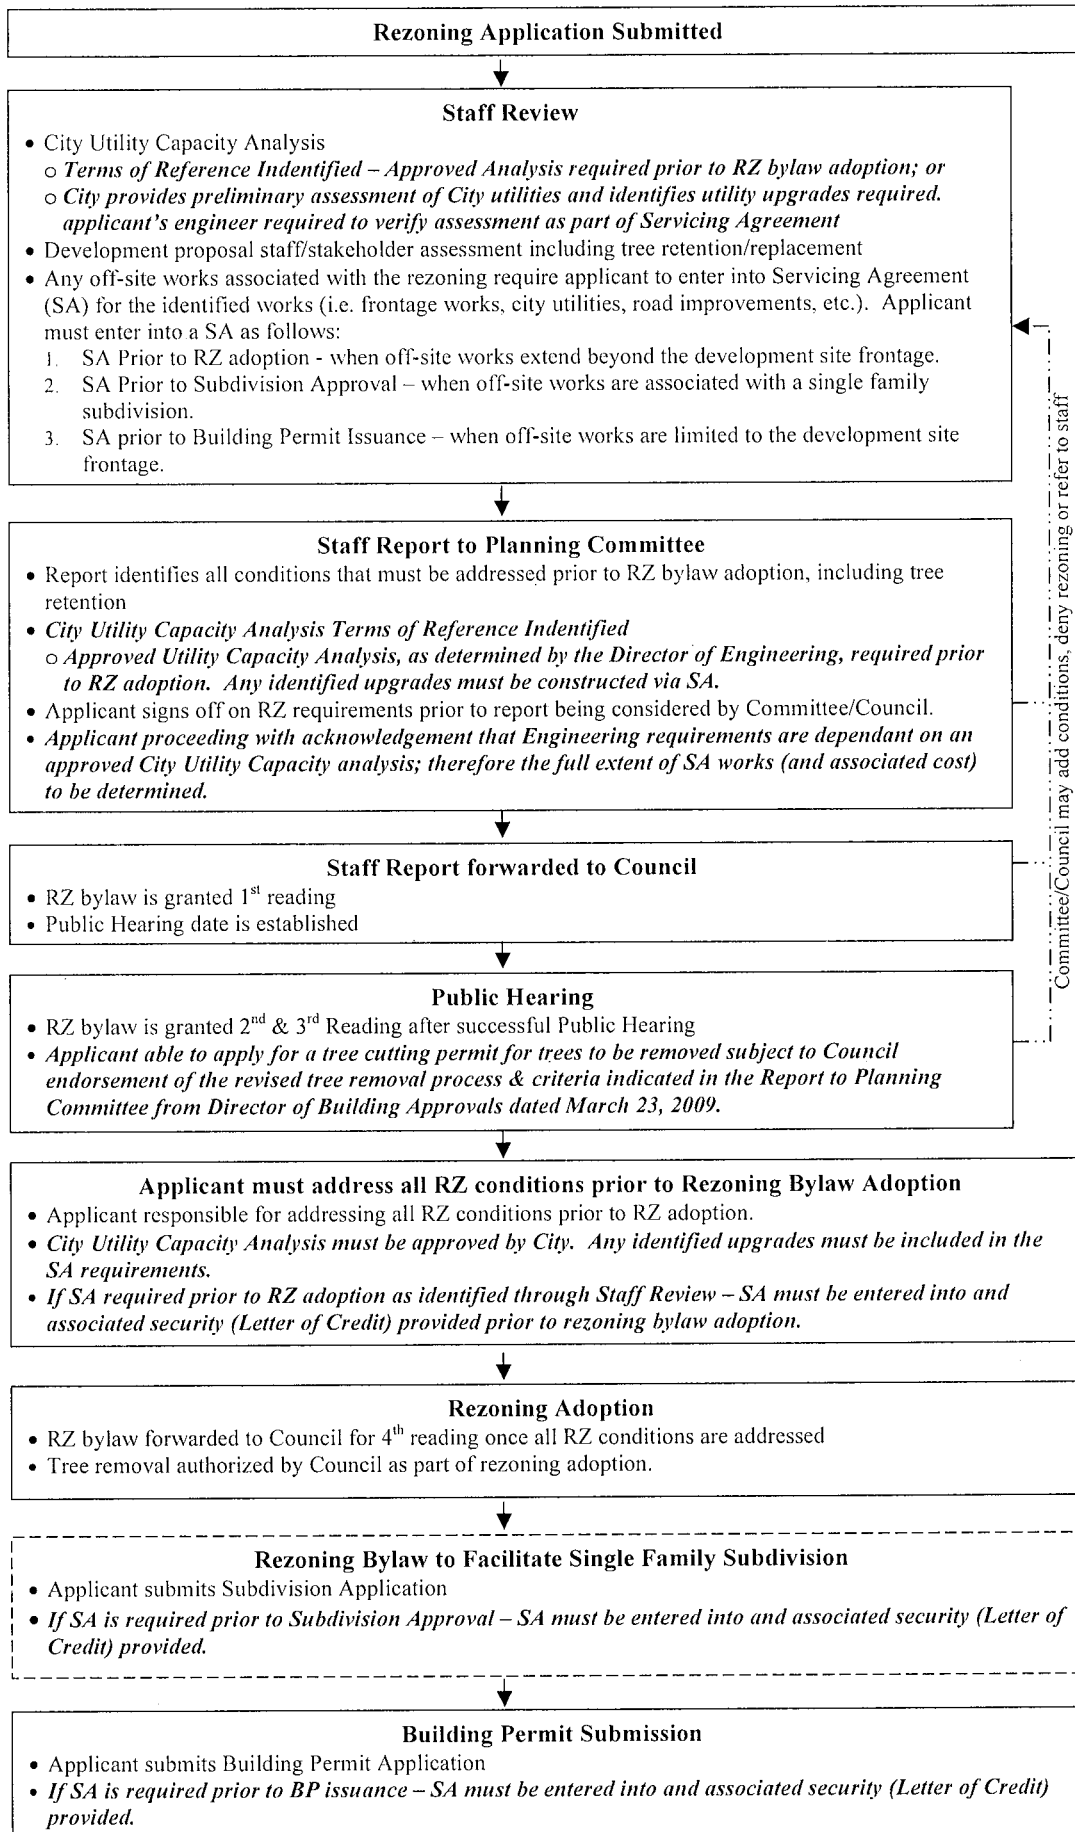 Rezoning Application Submitted
Staff Review
• City Utility Capacity Analysis
o Terms of Reference Indentified – Approved Analysis required prior to RZ bylaw adoption; or
o City provides preliminary assessment of City utilities and identifies utility upgrades required.
applicant's engineer required to verify assessment as part of Servicing Agreement
• Development proposal staff/stakeholder assessment including tree retention/replacement
• Any off-site works associated with the rezoning require applicant to enter into Servicing Agreement
(SA) for the identified works (i.e. frontage works, city utilities, road improvements, etc.). Applicant
must enter into a SA as follows:
1. SA Prior to RZ adoption - when off-site works extend beyond the development site frontage.
2. SA Prior to Subdivision Approval – when off-site works are associated with a single family
subdivision.
3. SA prior to Building Permit Issuance – when off-site works are limited to the development site
frontage.
Staff Report to Planning Committee
• Report identifies all conditions that must be addressed prior to RZ bylaw adoption, including tree
retention
• City Utility Capacity Analysis Terms of Reference Indentified
o Approved Utility Capacity Analysis, as determined by the Director of Engineering, required prior
to RZ adoption. Any identified upgrades must be constructed via SA.
• Applicant signs off on RZ requirements prior to report being considered by Committee/Council.
• Applicant proceeding with acknowledgement that Engineering requirements are dependant on an
approved City Utility Capacity analysis; therefore the full extent of SA works (and associated cost)
to be determined.
Staff Report forwarded to Council
• RZ bylaw is granted 1st reading
• Public Hearing date is established
Public Hearing
• RZ bylaw is granted 2nd & 3rd Reading after successful Public Hearing
• Applicant able to apply for a tree cutting permit for trees to be removed subject to Council
endorsement of the revised tree removal process & criteria indicated in the Report to Planning
Committee from Director of Building Approvals dated March 23, 2009.
Committee/Council may add conditions, deny rezoning or refer to staff
Applicant must address all RZ conditions prior to Rezoning Bylaw Adoption
• Applicant responsible for addressing all RZ conditions prior to RZ adoption.
• City Utility Capacity Analysis must be approved by City. Any identified upgrades must be included in the
SA requirements.
• If SA required prior to RZ adoption as identified through Staff Review – SA must be entered into and
associated security (Letter of Credit) provided prior to rezoning bylaw adoption.
Rezoning Adoption
• RZ bylaw forwarded to Council for 4th reading once all RZ conditions are addressed
• Tree removal authorized by Council as part of rezoning adoption.
Rezoning Bylaw to Facilitate Single Family Subdivision
• Applicant submits Subdivision Application
• If SA is required prior to Subdivision Approval – SA must be entered into and associated security (Letter of
Credit) provided.
Building Permit Submission
• Applicant submits Building Permit Application
• If SA is required prior to BP issuance – SA must be entered into and associated security (Letter of Credit)
provided.